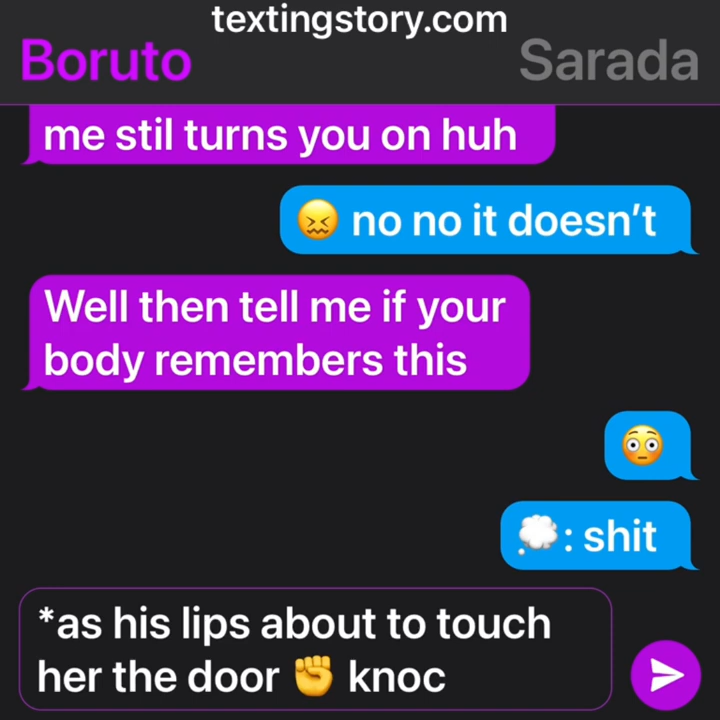 textingstory.com
Boruto
Sarada
me stil turns you on huh
😖 no no it doesn't
Well then tell me if your
body remembers this
😳
💭: shit
*as his lips about to touch
her the door ✊ knoc